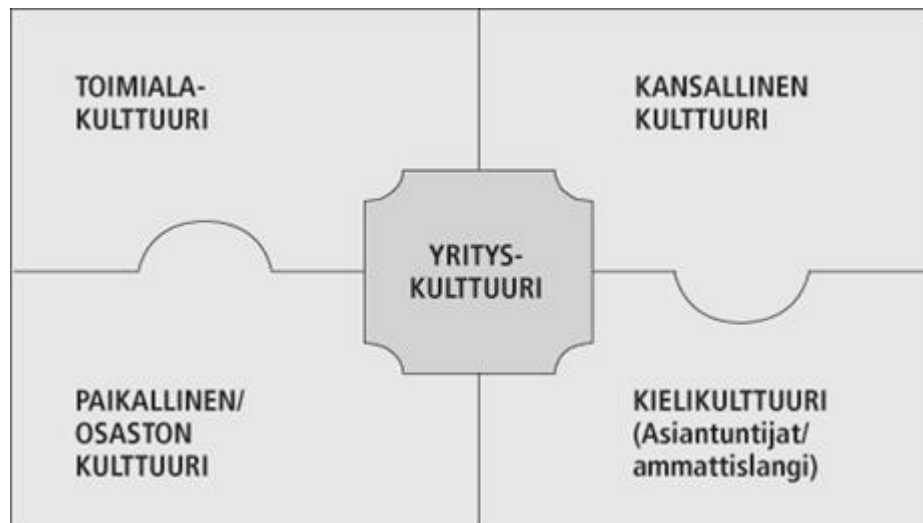 TOIMIALA-
KULTTUURI
KANSALLINEN
KULTTUURI
YRITYS-
KULTTUURI
PAIKALLINEN/
OSASTON
KULTTUURI
KIELIKULTTUURI
(Asiantuntijat/
ammattislangi)